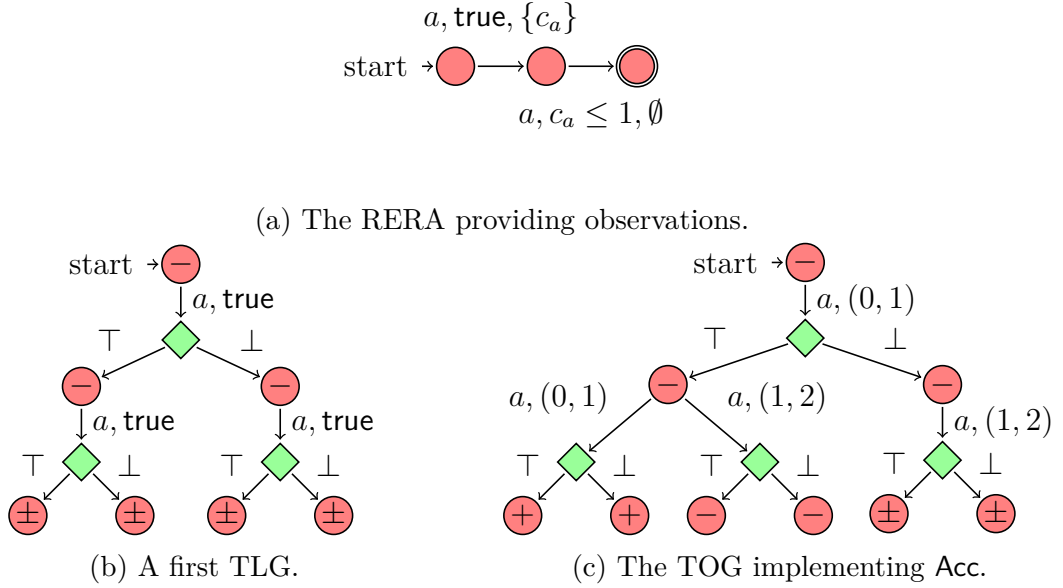 a, true, {c_a}
start
a, c_a ≤ 1, ∅
(a) The RERA providing observations.
start − start −
a, true a, (0, 1)
⊤ ⊥ ⊤ ⊥
− − − −
a, true a, true a, (0, 1) a, (1, 2) a, (1, 2)
⊤ ⊥ ⊤ ⊥ ⊤ ⊥ ⊤ ⊥ ⊤ ⊥
± ± ± ± + + − − ± ±
(b) A first TLG. (c) The TOG implementing Acc.